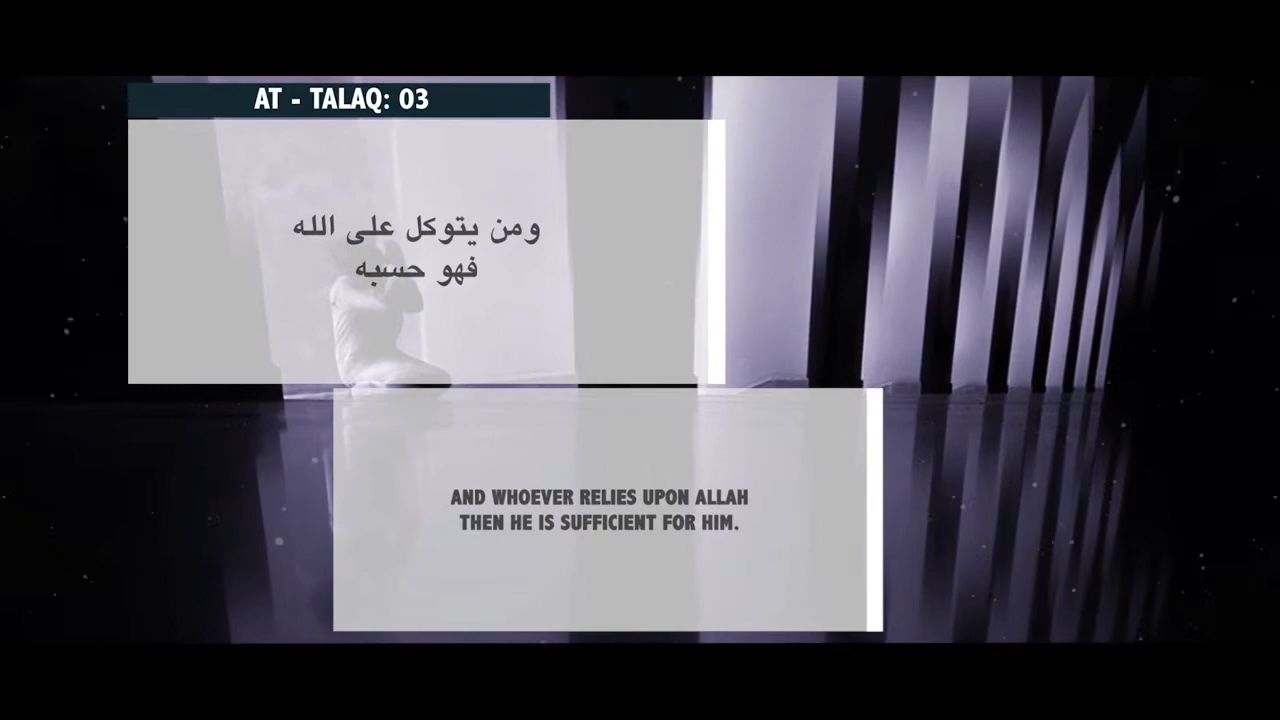 AT - TALAQ: 03
ومن يتوكل على الله
فهو حسبه
AND WHOEVER RELIES UPON ALLAH
THEN HE IS SUFFICIENT FOR HIM.